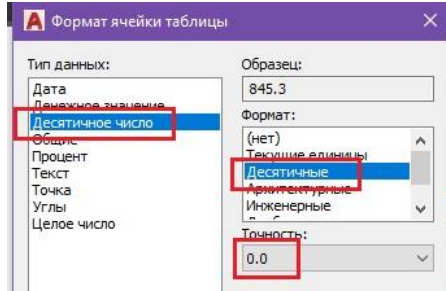 A Формат ячейки таблицы
Тип данных:
Дата
Денежное значение
Десятичное число
Общие
Процент
Текст
Точка
Углы
Целое число
Образец:
845.3
Формат:
(нет)
Текущие единицы
Десятичные
Архитектурные
Инженерные
Точность:
0.0